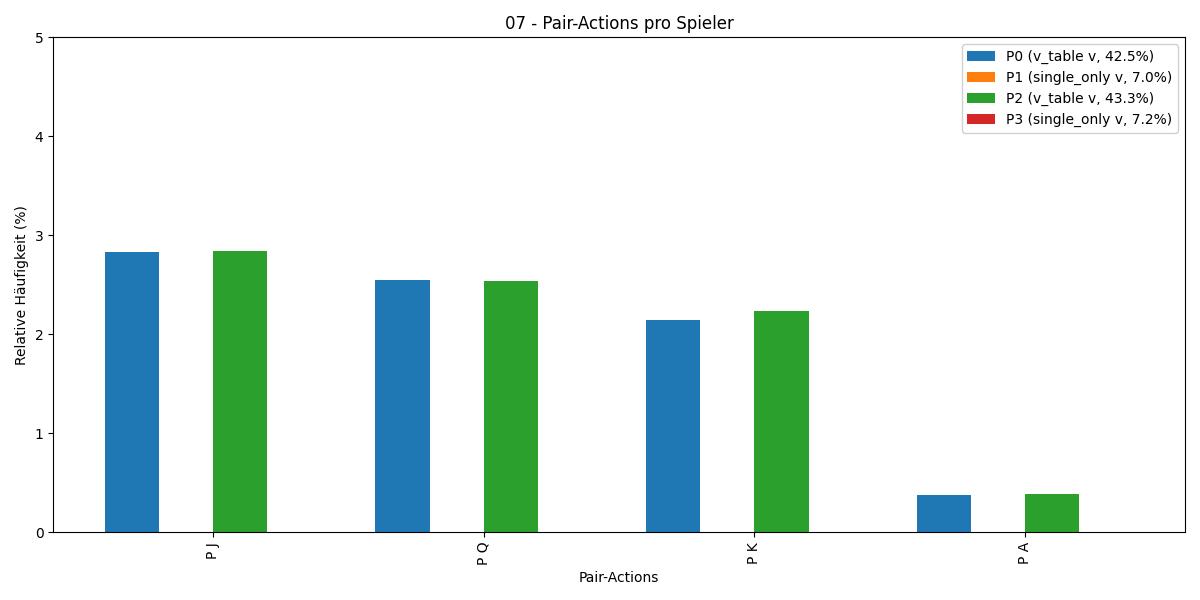 07 - Pair-Actions pro Spieler
Relative Häufigkeit (%)
5
4
3
2
1
0
P0 (v_table v, 42.5%)
P1 (single_only v, 7.0%)
P2 (v_table v, 43.3%)
P3 (single_only v, 7.2%)
P J
P Q
P K
P A
Pair-Actions